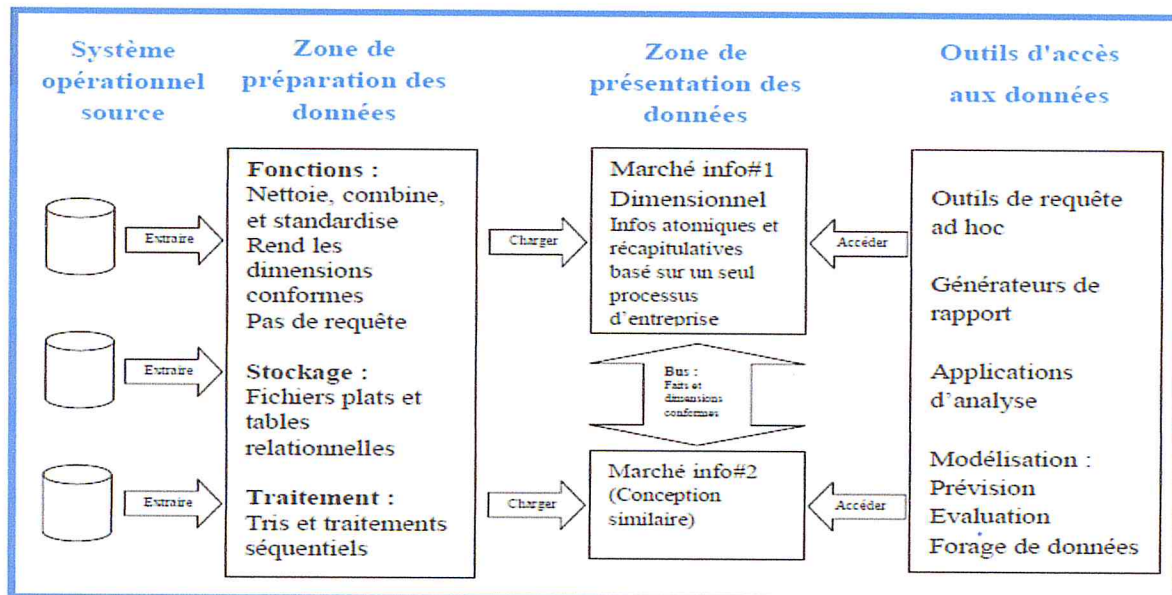 Système
opérationnel
source
Zone de
préparation des
données
Zone de
présentation des
données
Outils d'accès
aux données
Extraire
Extraire
Extraire
Fonctions :
Nettoie, combine,
et standardise
Rend les
dimensions
conformes
Pas de requête
Stockage :
Fichiers plats et
tables
relationnelles
Traitement :
Tris et traitements
séquentiels
Charger
Charger
Marché info#1
Dimensionnel
Infos atomiques et
récapitulatives
basé sur un seul
processus
d'entreprise
Bus :
Faits et
dimensions
conformes
Marché info#2
(Conception
similaire)
Accéder
Accéder
Outils de requête
ad hoc
Générateurs de
rapport
Applications
d'analyse
Modélisation :
Prévision
Evaluation
Forage de données